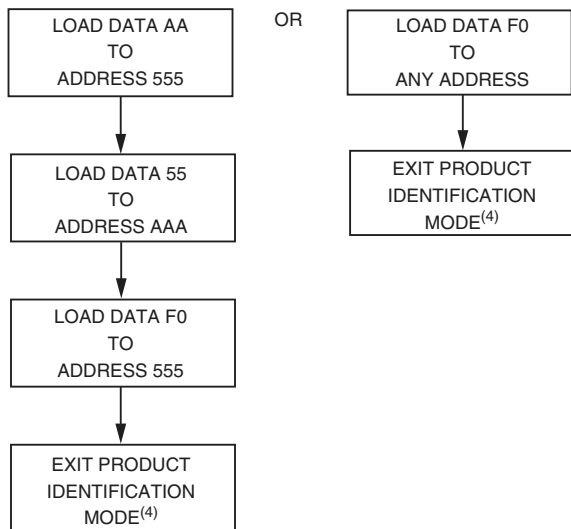 LOAD DATA AA
TO
ADDRESS 555
LOAD DATA 55
TO
ADDRESS AAA
LOAD DATA F0
TO
ADDRESS 555
EXIT PRODUCT
IDENTIFICATION
MODE(4)
OR
LOAD DATA F0
TO
ANY ADDRESS
EXIT PRODUCT
IDENTIFICATION
MODE(4)